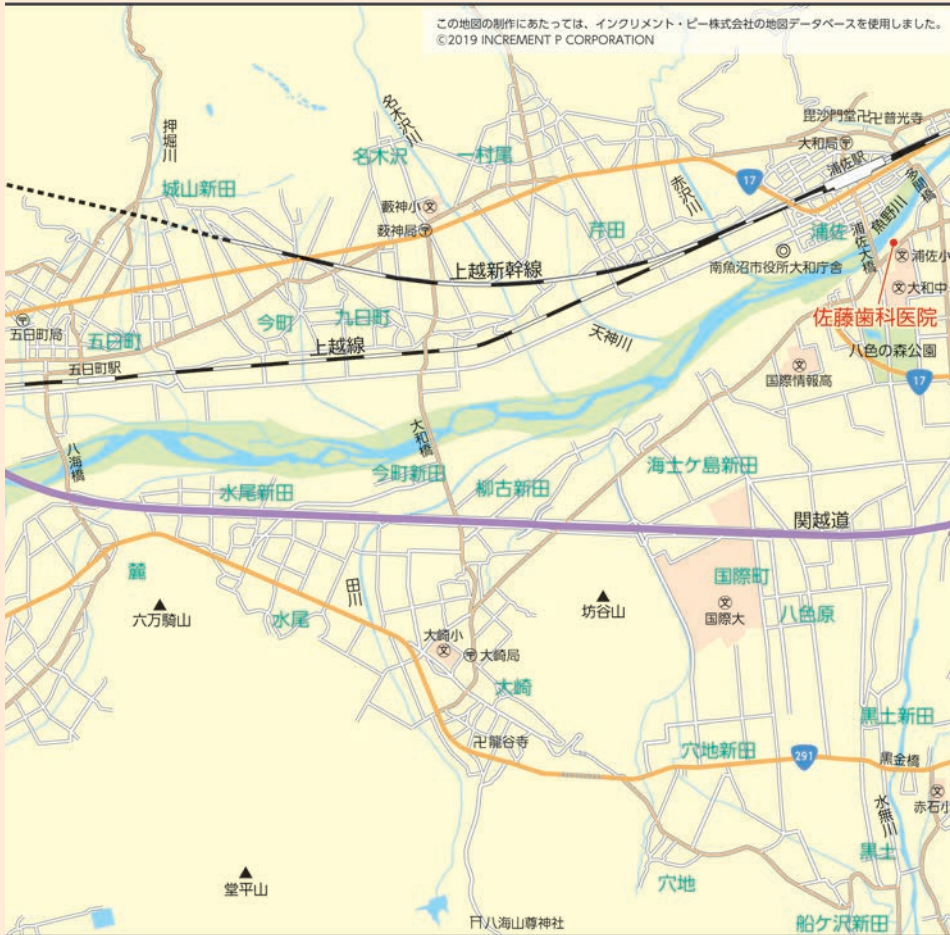 この地図の制作にあたっては、インクリメント・ピー株式会社の地図データベースを使用しました。
©2019 INCREMENT P CORPORATION
毘沙門堂卍
卍普光寺
大和局
浦佐駅
多聞橋
魚野川
押堀川
名木沢川
名木沢
一村尾
城山新田
17
赤沢川
藪神小
文
藪神局
芹田
浦佐
浦佐大橋
浦佐小
文
南魚沼市役所大和庁舎
上越新幹線
大和中
文
佐藤歯科医院
五日町局
五日町
今町
九日町
上越線
天神川
八色の森公園
五日町駅
国際情報高
文
17
八海橋
大和橋
今町新田
海士ケ島新田
水尾新田
柳古新田
関越道
麓
六万騎山
田川
国際町
文
国際大
坊谷山
八色原
水尾
大崎小
文
大崎局
大崎
黒土新田
卍龍谷寺
穴地新田
291
黒金橋
文
赤石小
水無川
黒土
堂平山
穴地
八海山尊神社
船ケ沢新田